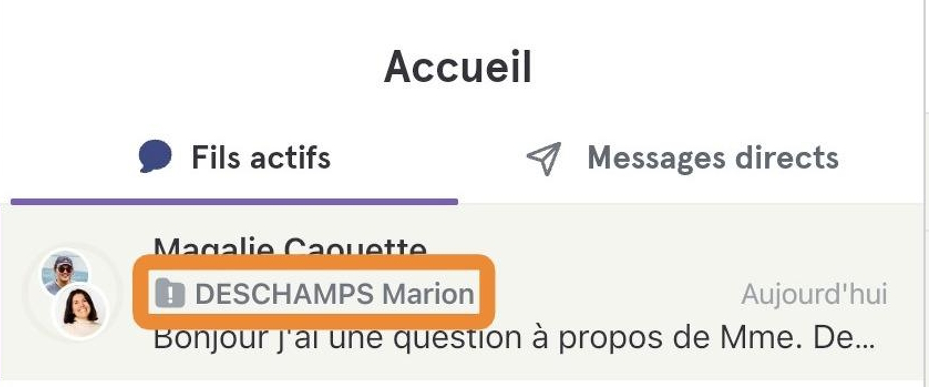 Accueil
Fils actifs
Messages directs
Magalie Caouette
DESCHAMPS Marion
Aujourd'hui
Bonjour j'ai une question à propos de Mme. De...